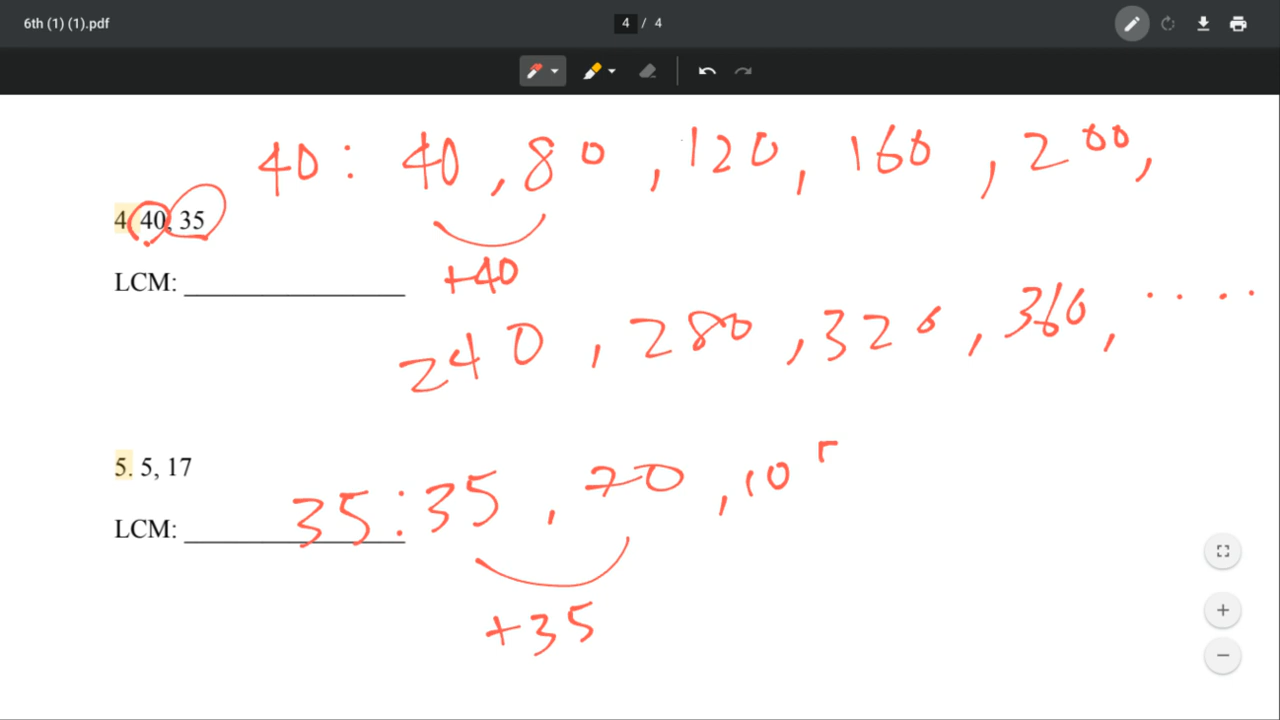 6th (1) (1).pdf
4 / 4
40: 40, 80, 120, 160, 200,
4. 40, 35
+40
LCM: ________________
240, 280, 320, 360, .....
5. 5, 17
35: 35, 70, 105
LCM: ________________
+35